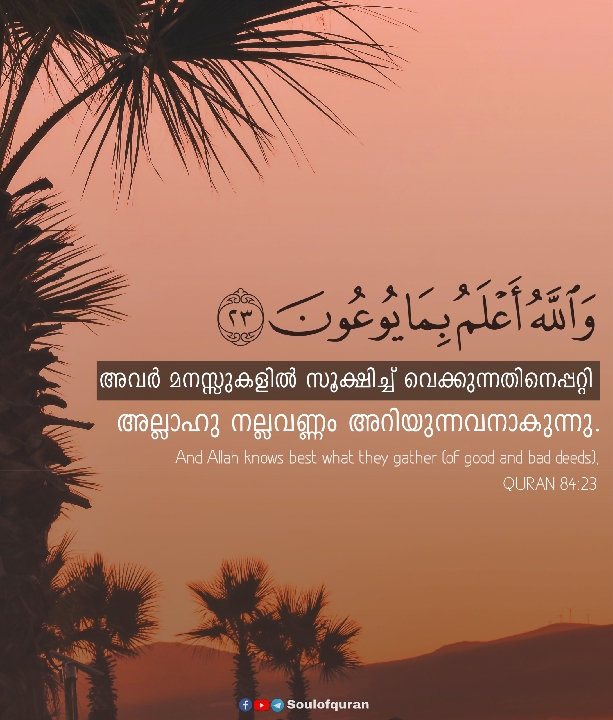 وَٱللَّهُ أَعۡلَمُ بِمَا يُوعُونَ ٢٣
അവർ മനസ്സുകളിൽ സൂക്ഷിച്ച് വെക്കുന്നതിനെപ്പറ്റി
അല്ലാഹു നല്ലവണ്ണം അറിയുന്നവനാകുന്നു.
And Allah knows best what they gather (of good and bad deeds),
QURAN 84:23
Soulofquran